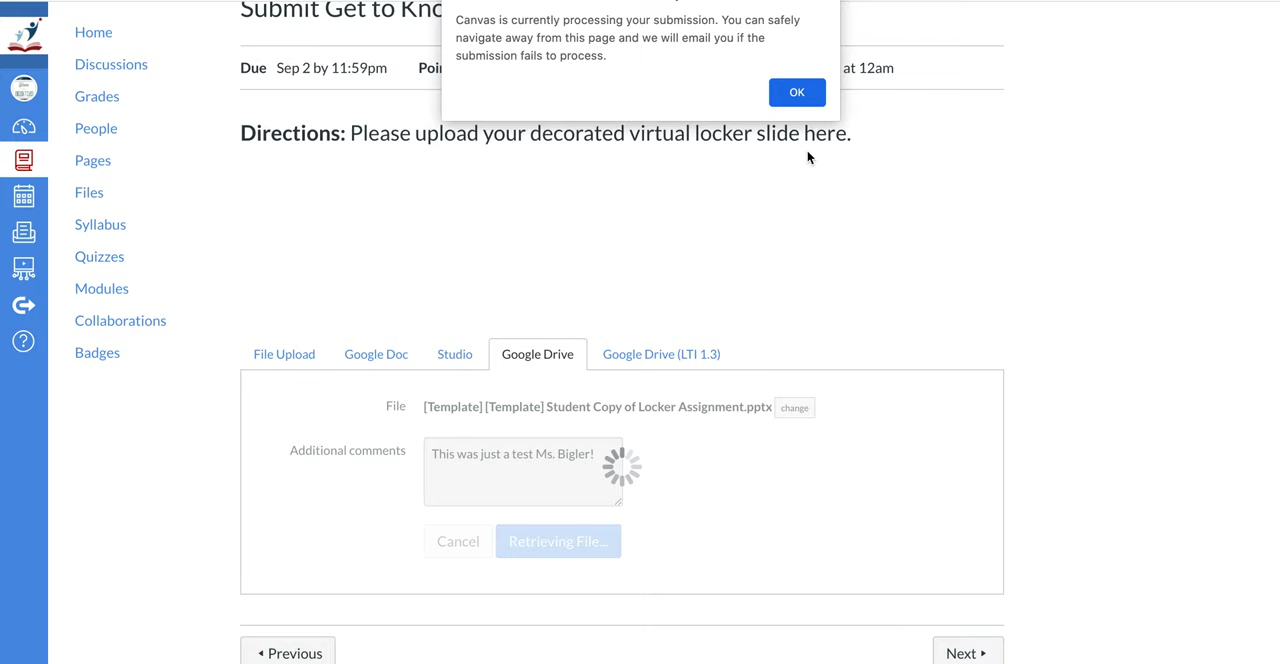 Submit Get to Kno
Canvas is currently processing your submission. You can safely
navigate away from this page and we will email you if the
submission fails to process.
OK
Due Sep 2 by 11:59pm Poi at 12am
Directions: Please upload your decorated virtual locker slide here.
Home
Discussions
Grades
People
Pages
Files
Syllabus
Quizzes
Modules
Collaborations
Badges
File Upload Google Doc Studio Google Drive Google Drive (LTI 1.3)
File [Template] [Template] Student Copy of Locker Assignment.pptx change
Additional comments This was just a test Ms. Bigler!
Cancel Retrieving File...
Previous Next